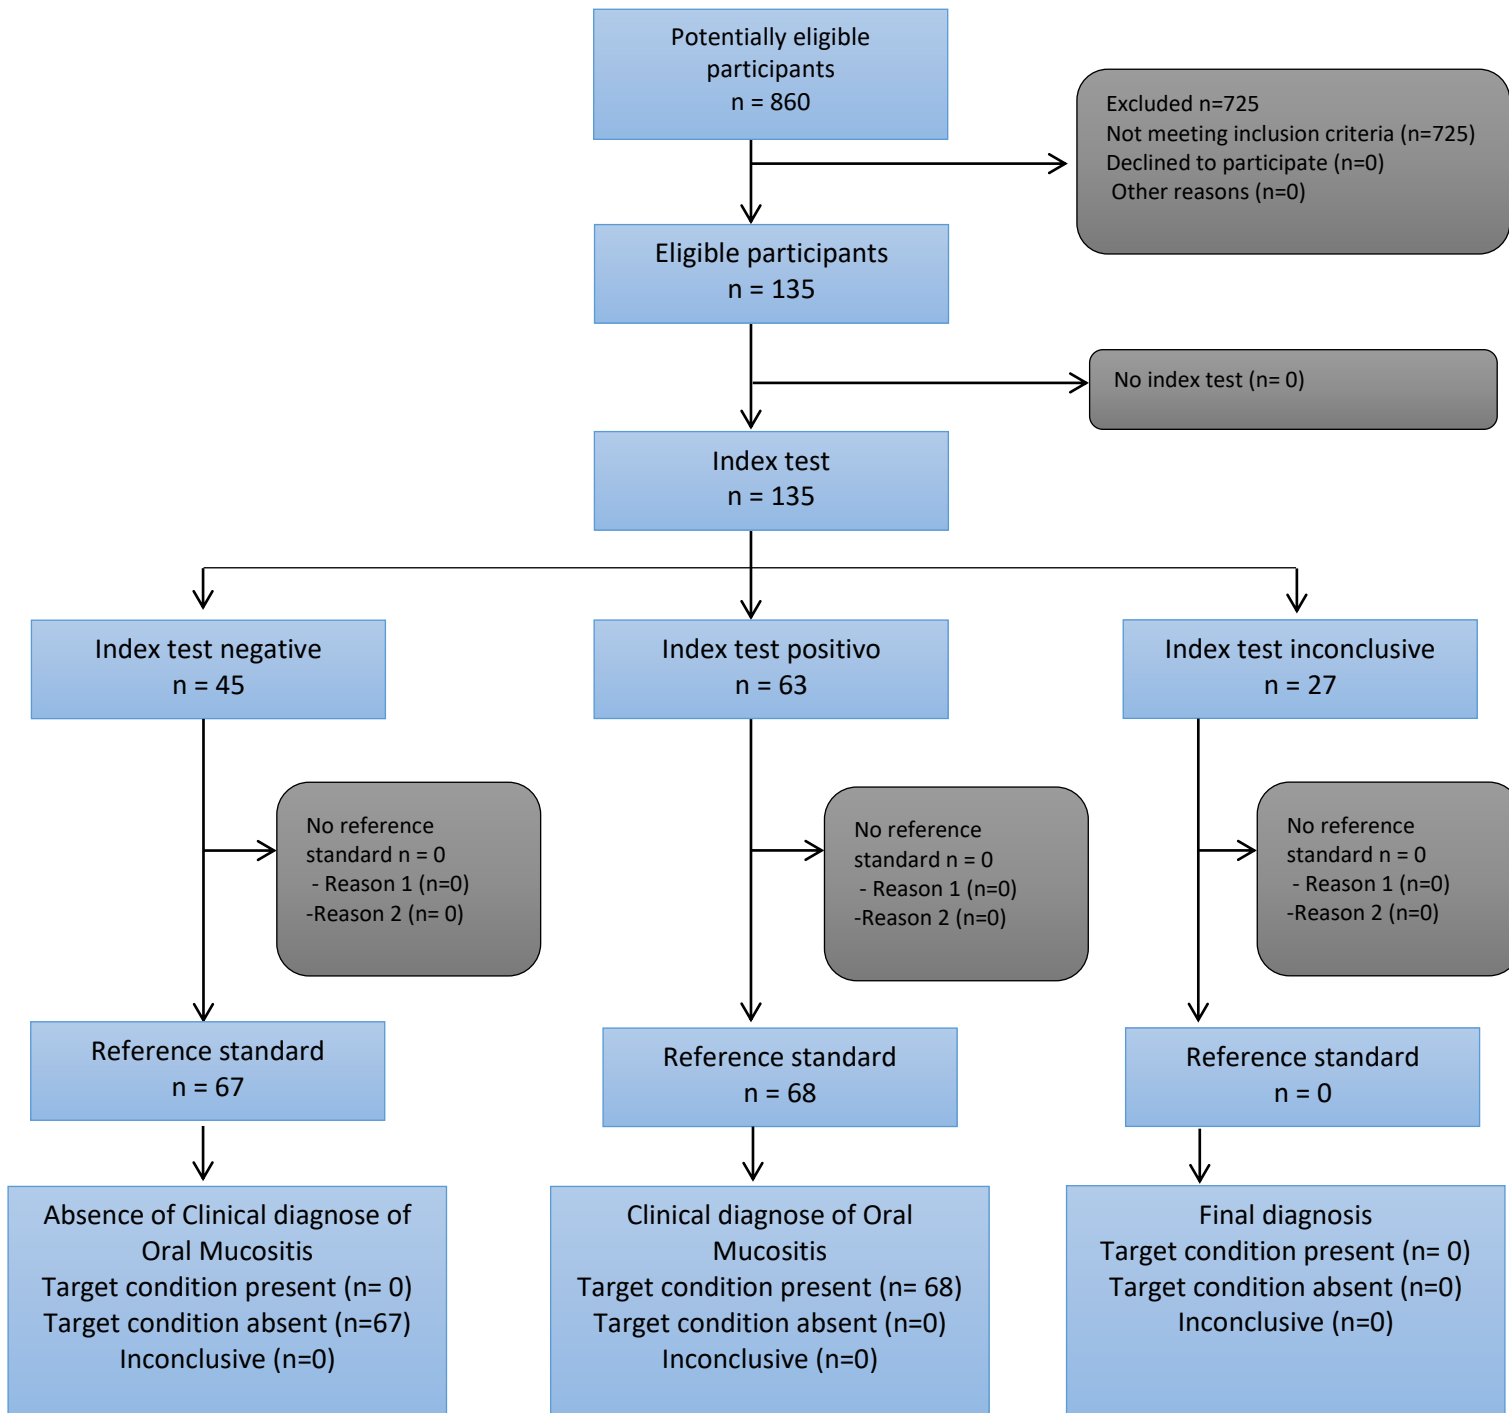 Potentially eligible
participants
n = 860
Excluded n=725
Not meeting inclusion criteria (n=725)
Declined to participate (n=0)
Other reasons (n=0)
Eligible participants
n = 135
No index test (n= 0)
Index test
n = 135
Index test negative
n = 45
Index test positivo
n = 63
Index test inconclusive
n = 27
No reference
standard n = 0
- Reason 1 (n=0)
-Reason 2 (n= 0)
No reference
standard n = 0
- Reason 1 (n=0)
-Reason 2 (n=0)
No reference
standard n = 0
- Reason 1 (n=0)
-Reason 2 (n=0)
Reference standard
n = 67
Reference standard
n = 68
Reference standard
n = 0
Absence of Clinical diagnose of
Oral Mucositis
Target condition present (n= 0)
Target condition absent (n=67)
Inconclusive (n=0)
Clinical diagnose of Oral
Mucositis
Target condition present (n= 68)
Target condition absent (n=0)
Inconclusive (n=0)
Final diagnosis
Target condition present (n= 0)
Target condition absent (n=0)
Inconclusive (n=0)